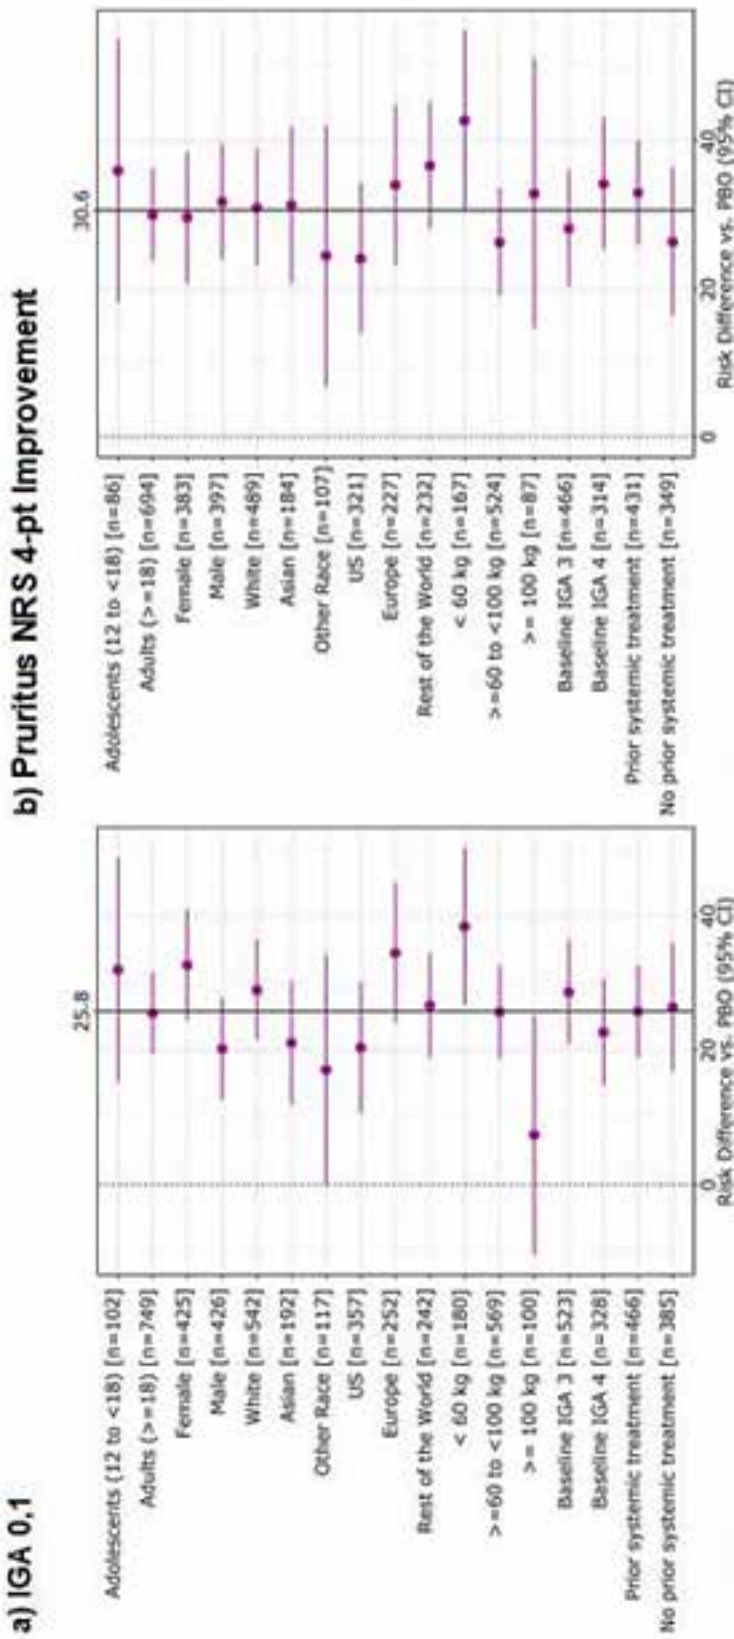 a) IGA 0,1
25.8
Adolescents (12 to <18) [n=102]
Adults (>=18) [n=749]
Female [n=425]
Male [n=426]
White [n=542]
Asian [n=192]
Other Race [n=117]
US [n=357]
Europe [n=252]
Rest of the World [n=242]
< 60 kg [n=180]
>=60 to <100 kg [n=569]
>= 100 kg [n=100]
Baseline IGA 3 [n=523]
Baseline IGA 4 [n=328]
Prior systemic treatment [n=466]
No prior systemic treatment [n=385]
0 20 40
Risk Difference vs. PBO (95% CI)
b) Pruritus NRS 4-pt Improvement
30.6
Adolescents (12 to <18) [n=86]
Adults (>=18) [n=694]
Female [n=383]
Male [n=397]
White [n=489]
Asian [n=184]
Other Race [n=107]
US [n=321]
Europe [n=227]
Rest of the World [n=232]
< 60 kg [n=167]
>=60 to <100 kg [n=524]
>= 100 kg [n=87]
Baseline IGA 3 [n=466]
Baseline IGA 4 [n=314]
Prior systemic treatment [n=431]
No prior systemic treatment [n=349]
0 20 40
Risk Difference vs. PBO (95% CI)